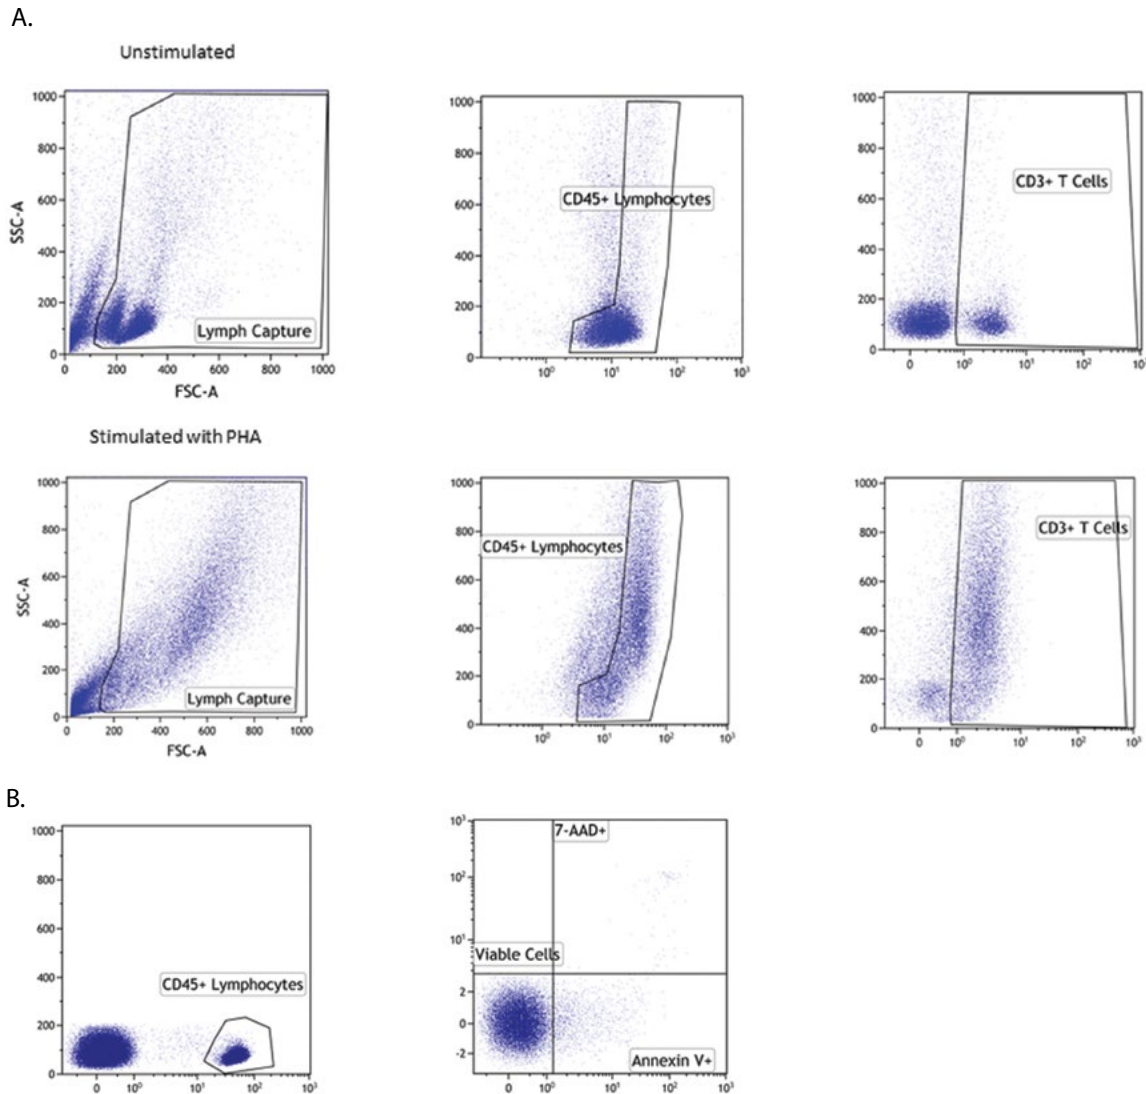 A.
Unstimulated
1000
800
600
400
200
0
SSC-A
Lymph Capture
0 200 400 600 800 1000
FSC-A
1000
800
600
400
200
0
CD45+ Lymphocytes
10⁰ 10¹ 10² 10³
1000
800
600
400
200
0
CD3+ T Cells
0 10⁰ 10¹ 10²
Stimulated with PHA
1000
800
600
400
200
0
SSC-A
Lymph Capture
0 200 400 600 800 1000
FSC-A
1000
800
600
400
200
0
CD45+ Lymphocytes
10⁰ 10¹ 10² 10³
1000
800
600
400
200
0
CD3+ T Cells
0 10⁰ 10¹ 10² 10³
B.
1000
800
600
400
200
0
CD45+ Lymphocytes
0 10⁰ 10¹ 10² 10³
10³
10²
10¹
2
0
-2
7-AAD+
Viable Cells
Annexin V+
0 10⁰ 10¹ 10² 10³